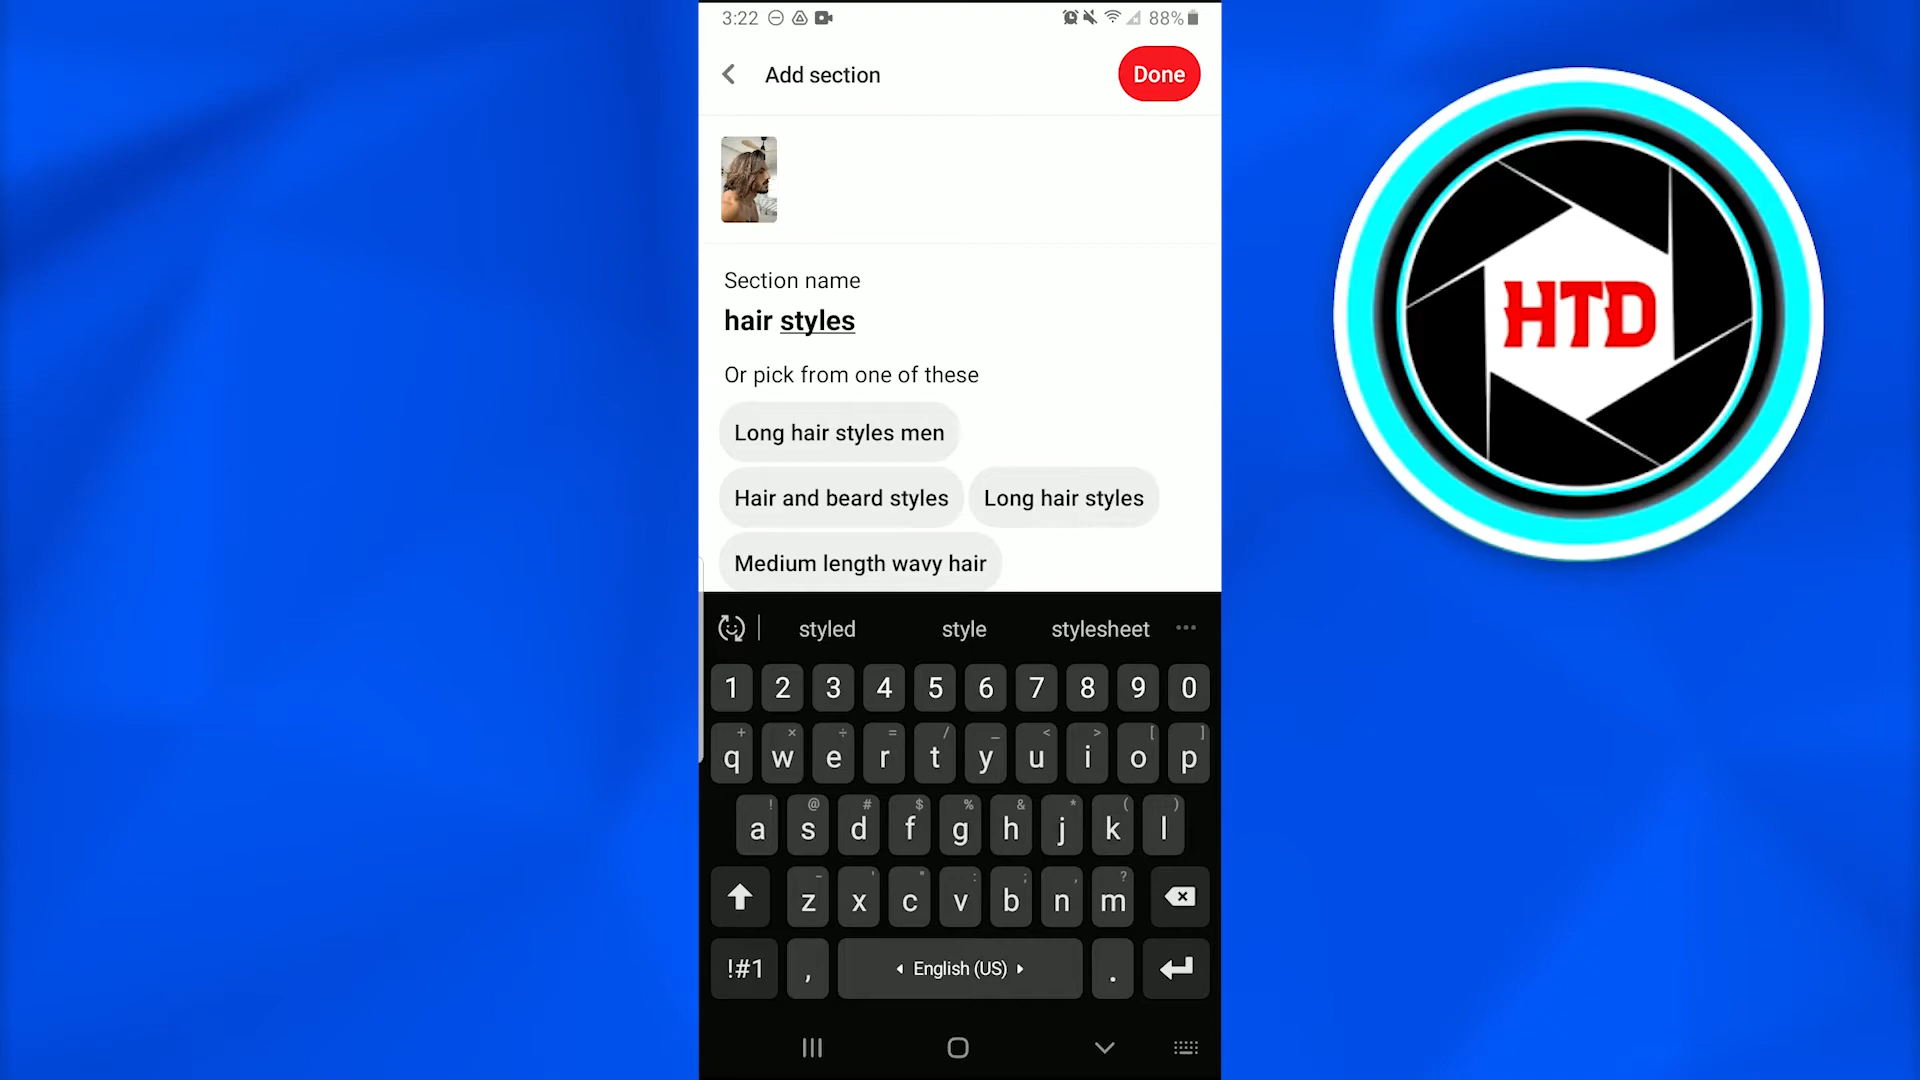 3:22 88%
Add section Done
Section name
hair styles
Or pick from one of these
Long hair styles men
Hair and beard styles Long hair styles
Medium length wavy hair
styled style stylesheet ...
1 2 3 4 5 6 7 8 9 0
+ × ÷ = / _ < > [ ]
q w e r t y u i o p
! @ # $ % & * ( )
a s d f g h j k l
- ' " : ; , ?
z x c v b n m
!#1 , English (US) .
HTD